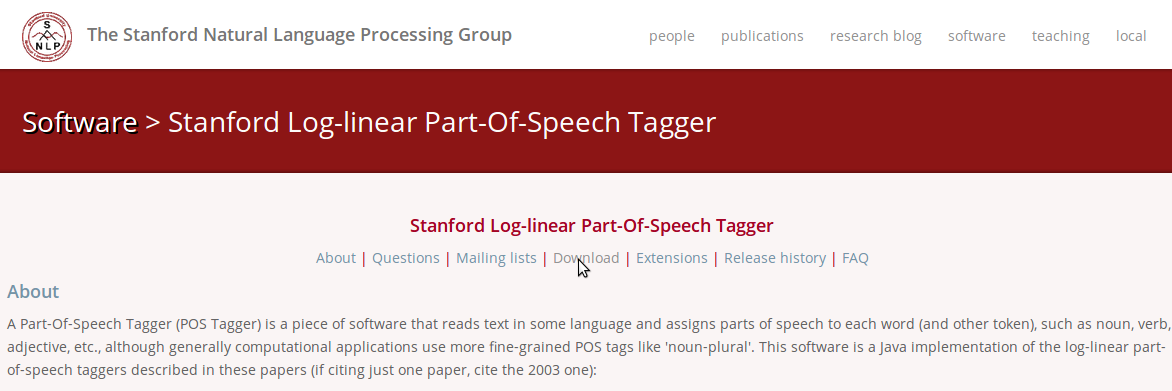 S
NLP
The Stanford Natural Language Processing Group
people publications research blog software teaching local
Software > Stanford Log-linear Part-Of-Speech Tagger
Stanford Log-linear Part-Of-Speech Tagger
About | Questions | Mailing lists | Download | Extensions | Release history | FAQ
About
A Part-Of-Speech Tagger (POS Tagger) is a piece of software that reads text in some language and assigns parts of speech to each word (and other token), such as noun, verb,
adjective, etc., although generally computational applications use more fine-grained POS tags like 'noun-plural'. This software is a Java implementation of the log-linear part-
of-speech taggers described in these papers (if citing just one paper, cite the 2003 one):